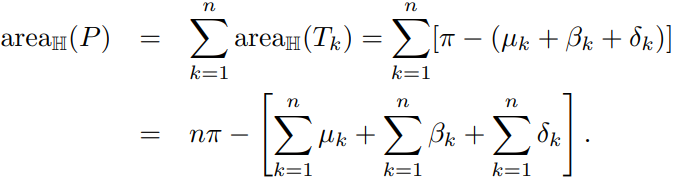 area_ℍ(P) = ∑_{k=1}^{n} area_ℍ(T_k) = ∑_{k=1}^{n} [π − (μ_k + β_k + δ_k)]
= nπ − [∑_{k=1}^{n} μ_k + ∑_{k=1}^{n} β_k + ∑_{k=1}^{n} δ_k].